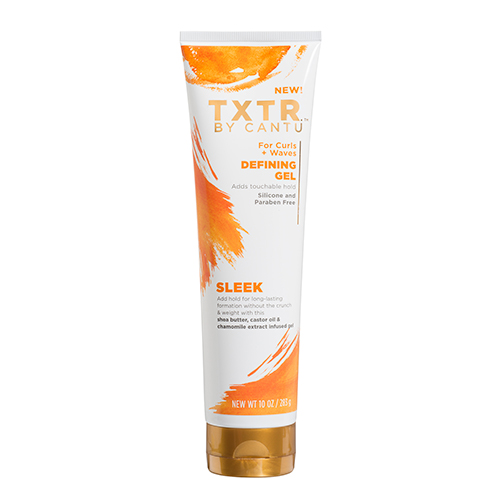 NEW!
TXTR.™
BY CANTU
For Curls
+ Waves
DEFINING
GEL
Adds touchable hold
Silicone and
Paraben Free
SLEEK
Add hold for long-lasting
formation without the crunch
& weight with this
shea butter, castor oil &
chamomile extract infused gel
NET WT 10 OZ / 283 g